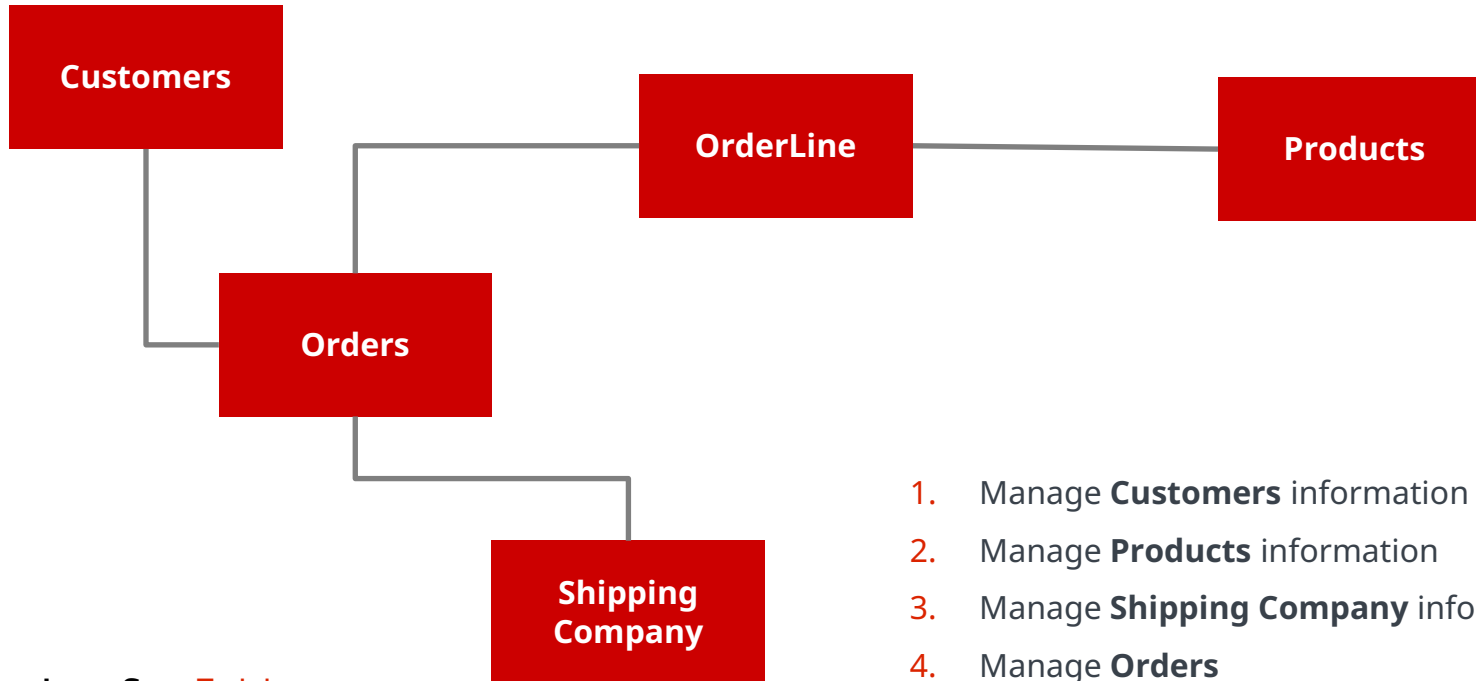 Customers
OrderLine
Products
Orders
Shipping
Company
1. Manage Customers information
2. Manage Products information
3. Manage Shipping Company info
4. Manage Orders